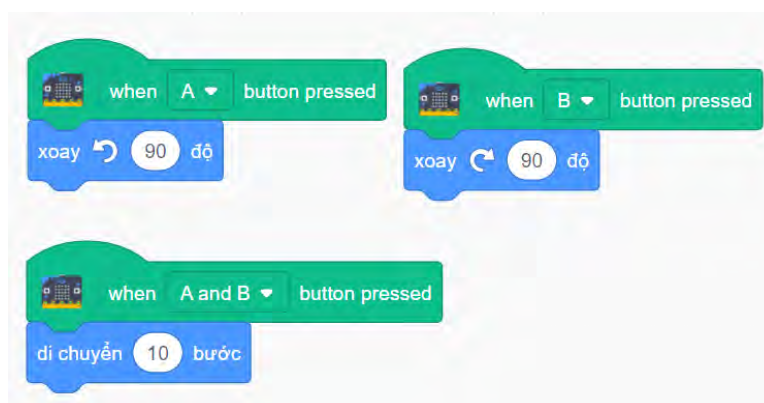 when A button pressed
xoay 90 độ
when B button pressed
xoay 90 độ
when A and B button pressed
di chuyển 10 bước